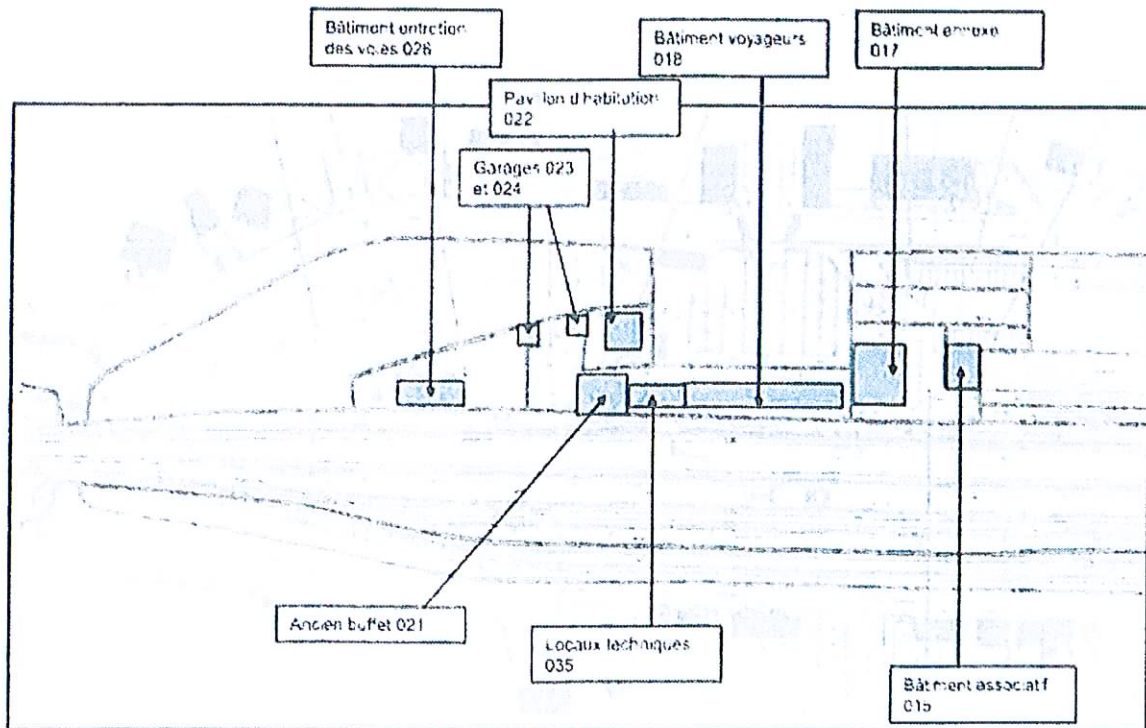 Bâtiment entretien
des voies 026
Bâtiment voyageurs
018
Bâtiment annexe
017
Pavillon d'habitation
022
Garages 023
et 024
Ancien buffet 021
Locaux techniques
035
Bâtiment associatif
015